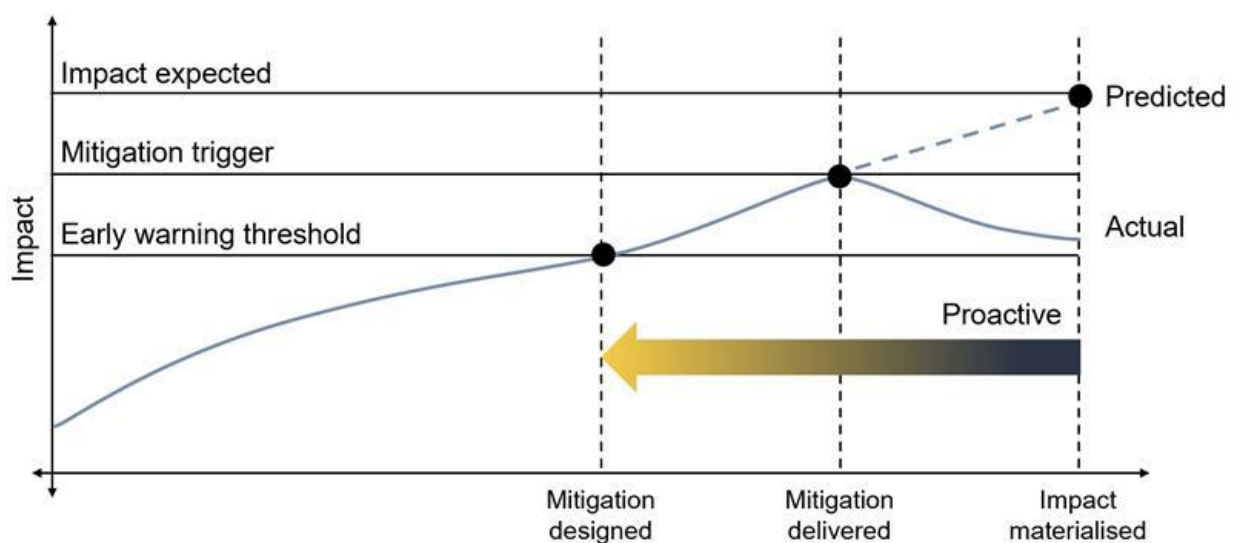 Impact expected
Predicted
Mitigation trigger
Early warning threshold
Actual
Impact
Proactive
Mitigation
designed
Mitigation
delivered
Impact
materialised